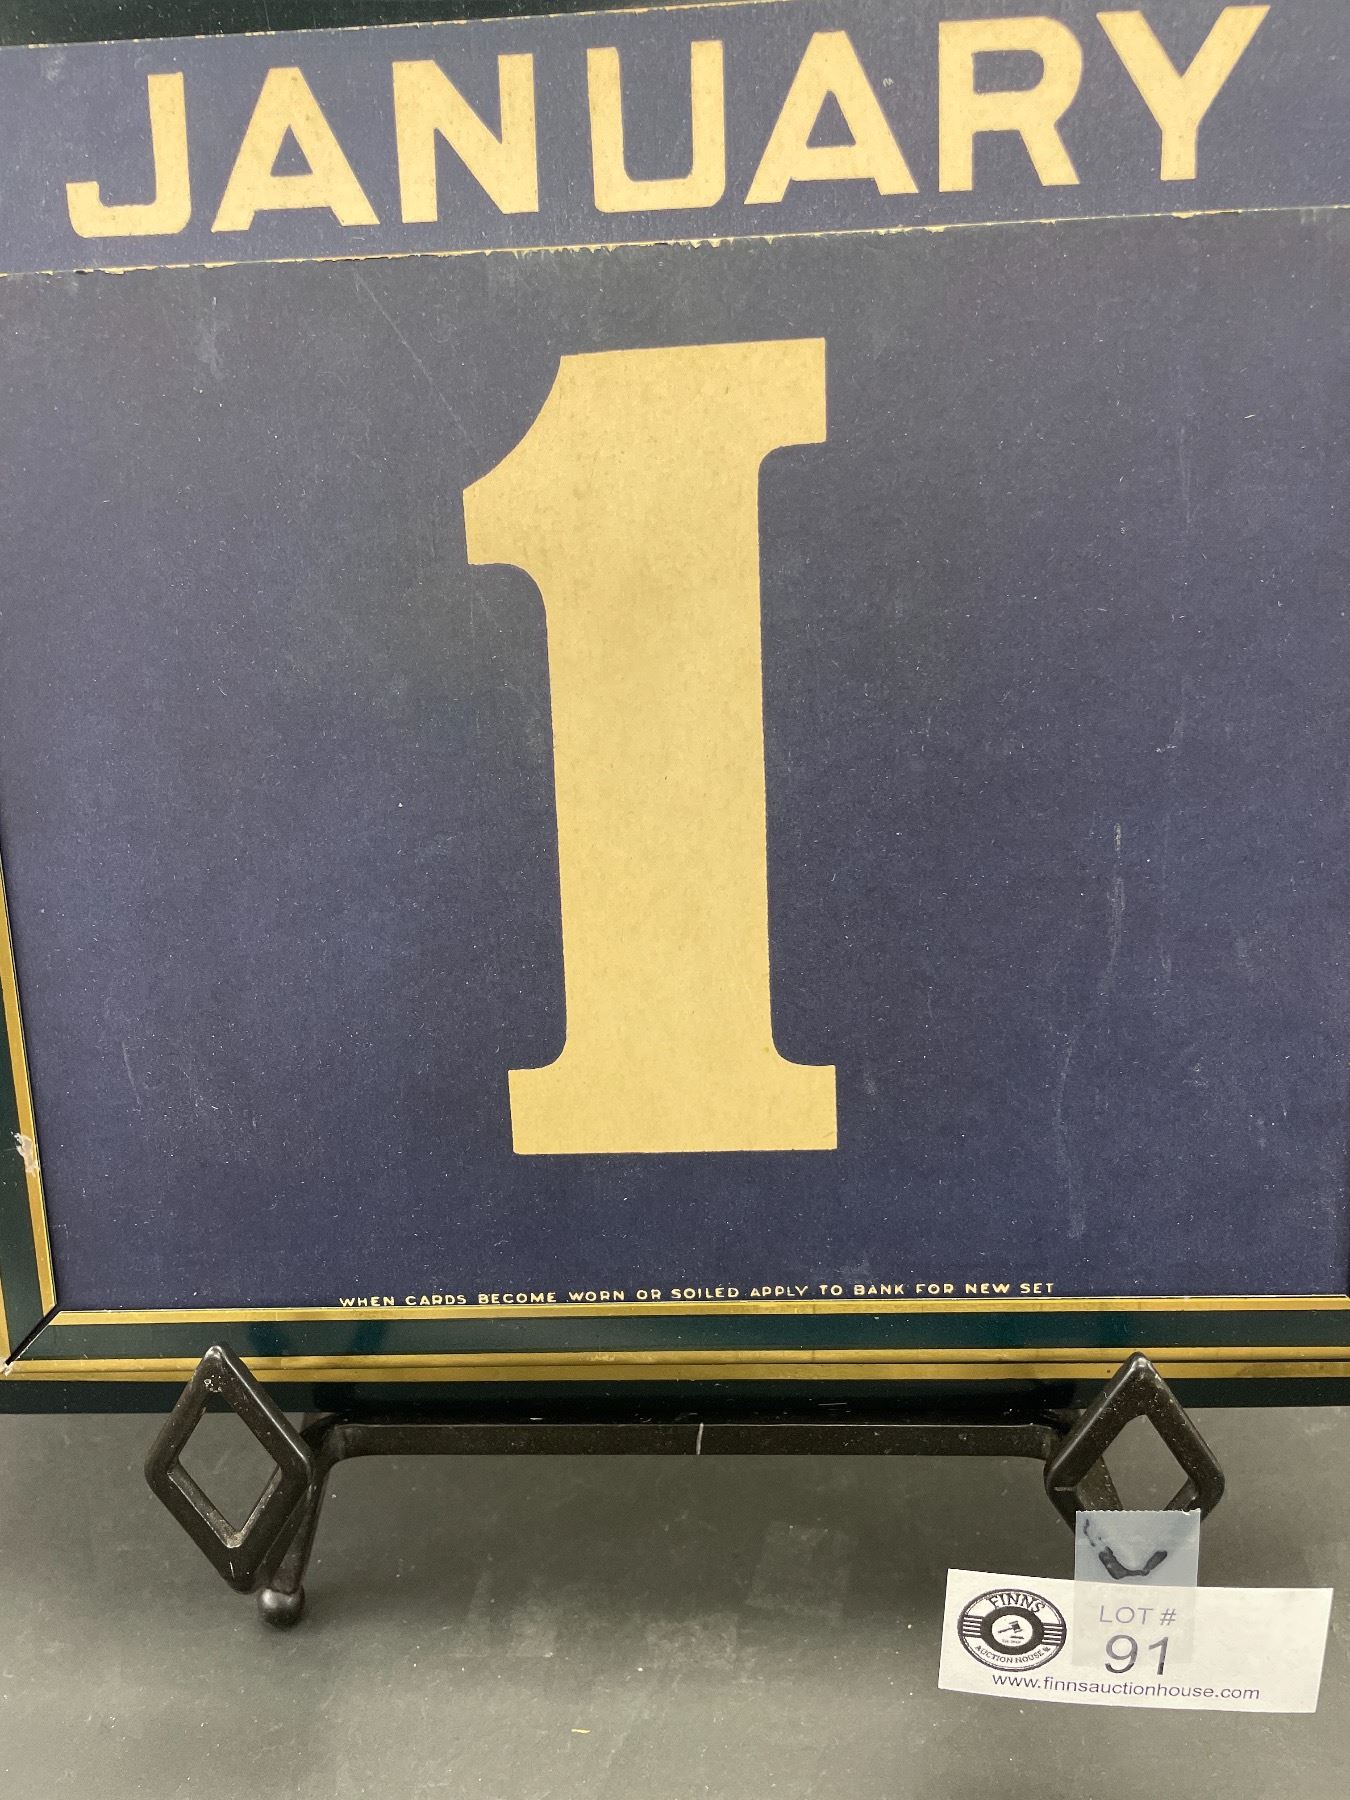 JANUARY
1
WHEN CARDS BECOME WORN OR SOILED APPLY TO BANK FOR NEW SET
FINNS
AUCTION HOUSE
LOT #
91
www.finnsauctionhouse.com